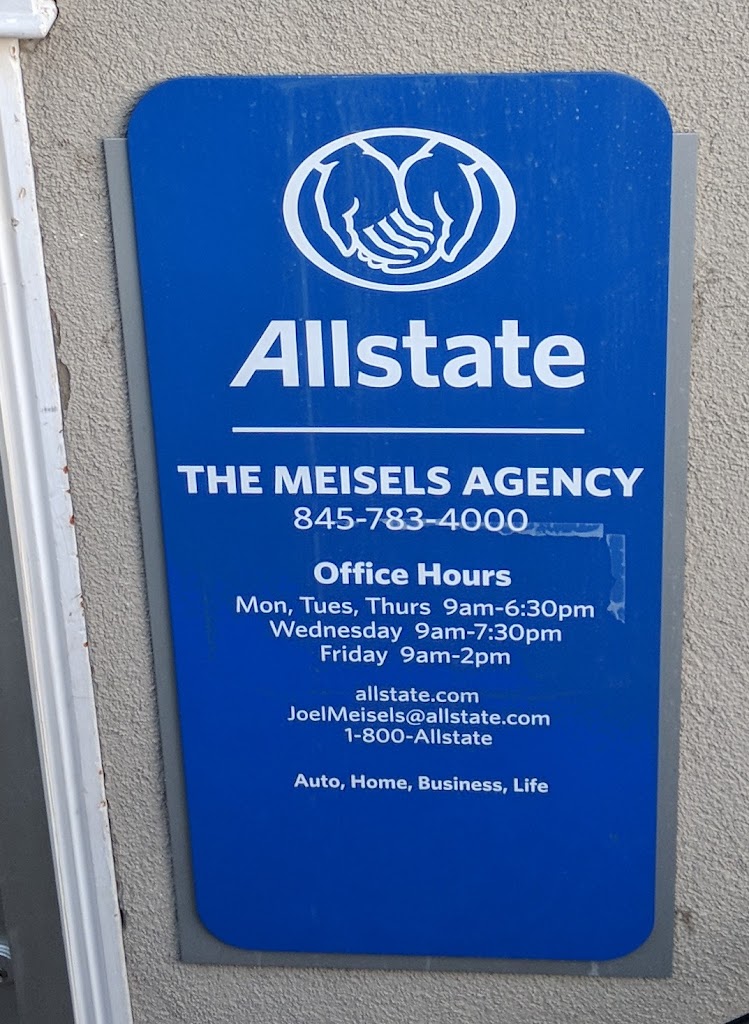 Allstate
THE MEISELS AGENCY
845-783-4000
Office Hours
Mon, Tues, Thurs 9am-6:30pm
Wednesday 9am-7:30pm
Friday 9am-2pm
allstate.com
JoelMeisels@allstate.com
1-800-Allstate
Auto, Home, Business, Life